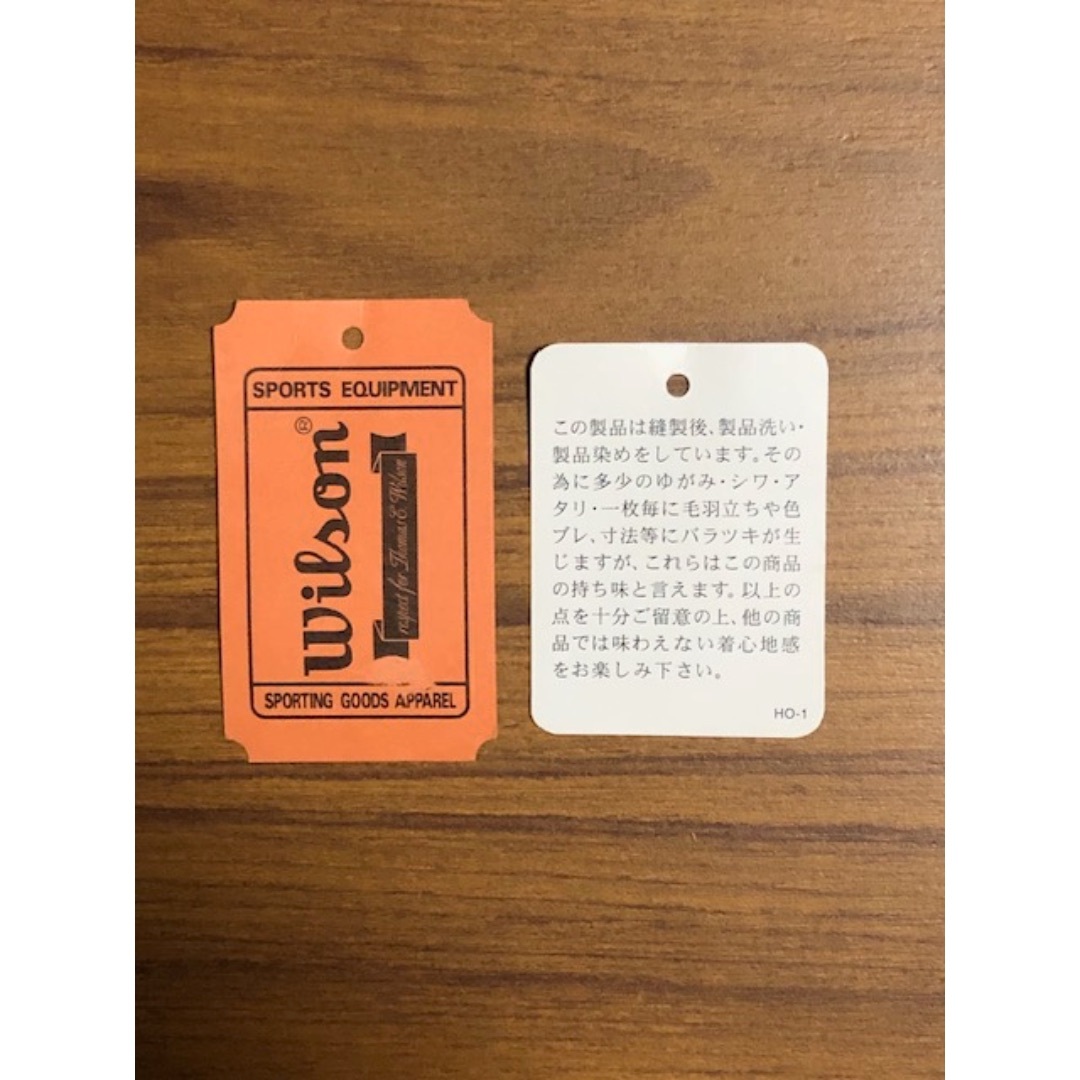 SPORTS EQUIPMENT
Wilson®
respect for Thomas E. Wilson
SPORTING GOODS APPAREL
この製品は縫製後、製品洗い・
製品染めをしています。その
為に多少のゆがみ・シワ・ア
タリ・一枚毎に毛羽立ちや色
ブレ、寸法等にバラツキが生
じますが、これらはこの商品
の持ち味と言えます。以上の
点を十分ご留意の上、他の商
品では味わえない着心地感
をお楽しみ下さい。
HO-1